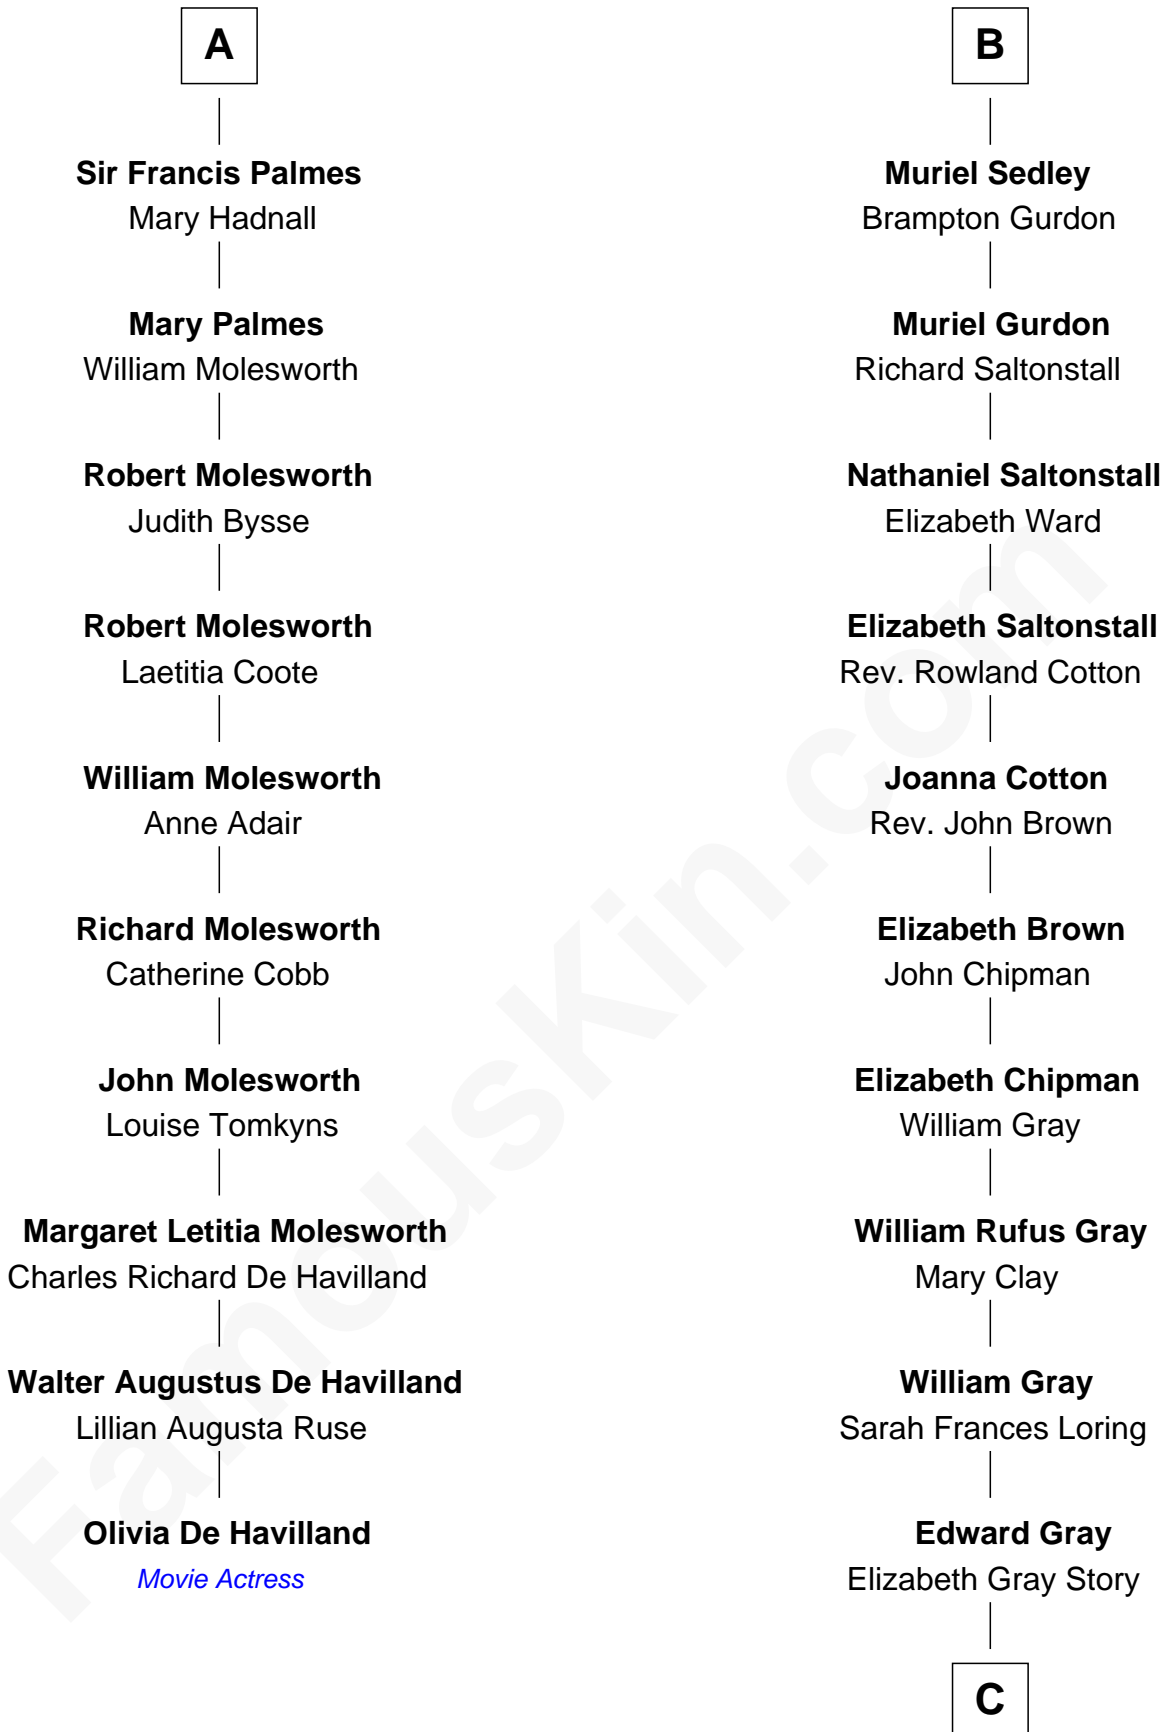 A
Sir Francis Palmes
Mary Hadnall
Mary Palmes
William Molesworth
Robert Molesworth
Judith Bysse
Robert Molesworth
Laetitia Coote
William Molesworth
Anne Adair
Richard Molesworth
Catherine Cobb
John Molesworth
Louise Tomkyns
Margaret Letitia Molesworth
Charles Richard De Havilland
Walter Augustus De Havilland
Lillian Augusta Ruse
Olivia De Havilland
Movie Actress
B
Muriel Sedley
Brampton Gurdon
Muriel Gurdon
Richard Saltonstall
Nathaniel Saltonstall
Elizabeth Ward
Elizabeth Saltonstall
Rev. Rowland Cotton
Joanna Cotton
Rev. John Brown
Elizabeth Brown
John Chipman
Elizabeth Chipman
William Gray
William Rufus Gray
Mary Clay
William Gray
Sarah Frances Loring
Edward Gray
Elizabeth Gray Story
C
FamousKin.com